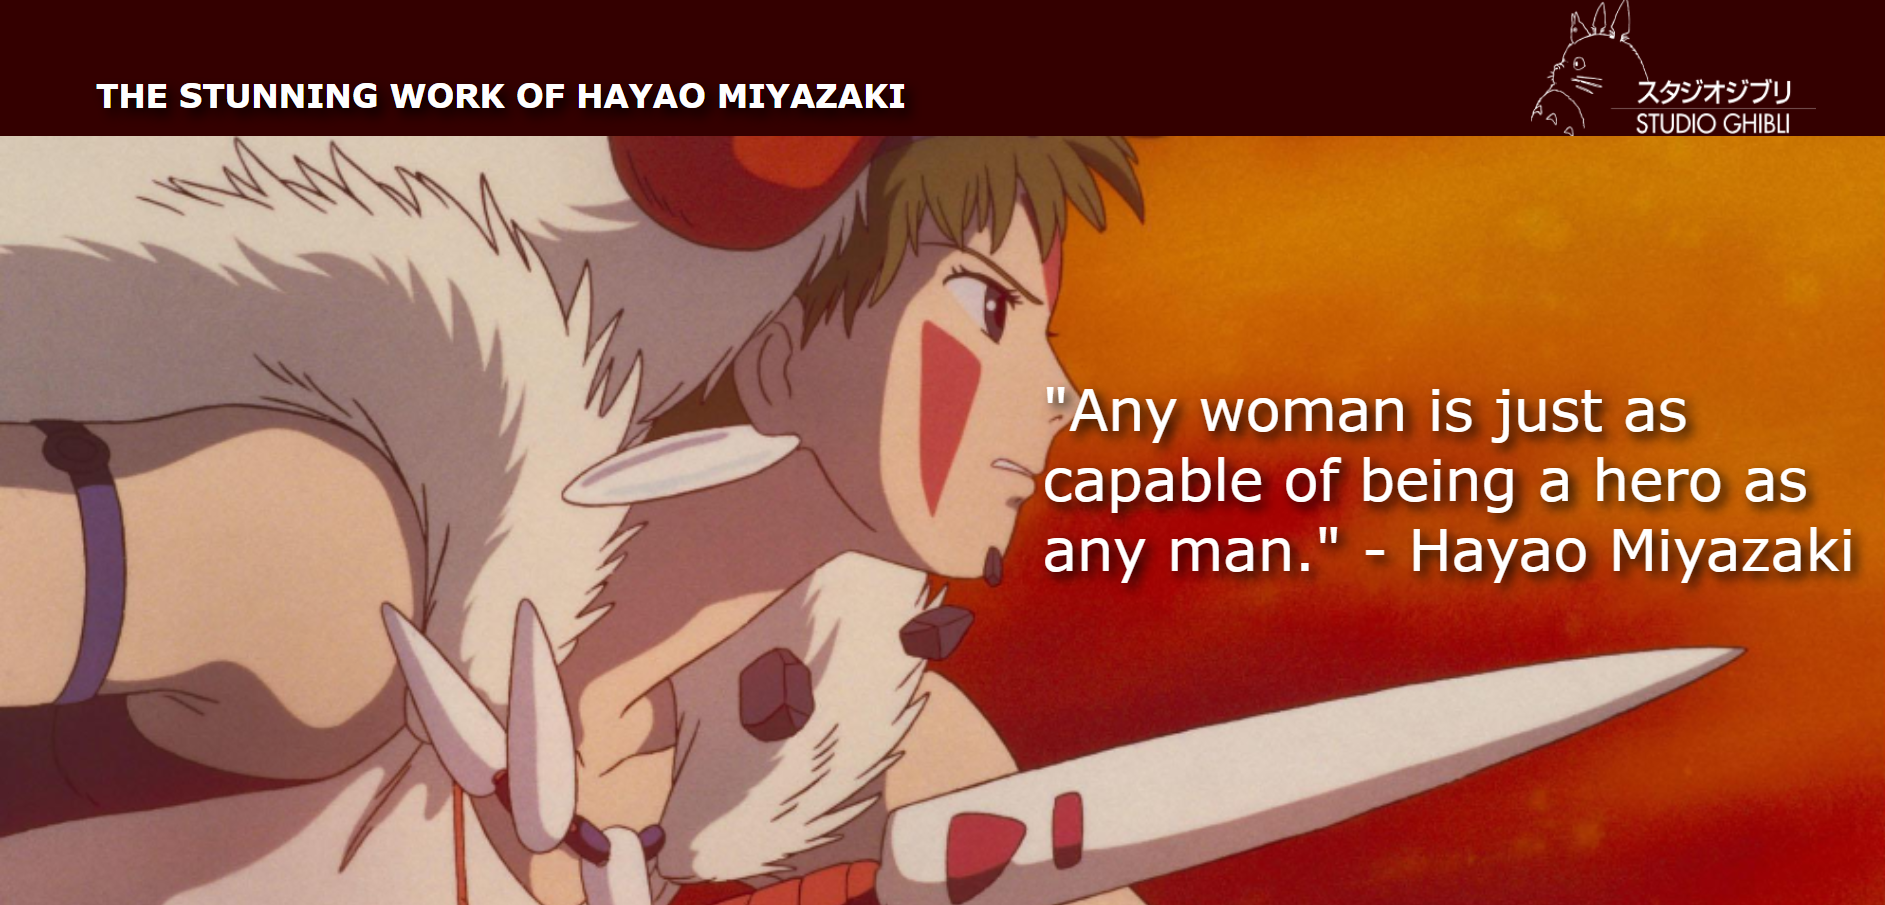 THE STUNNING WORK OF HAYAO MIYAZAKI
スタジオジブリ
STUDIO GHIBLI
"Any woman is just as
capable of being a hero as
any man." - Hayao Miyazaki